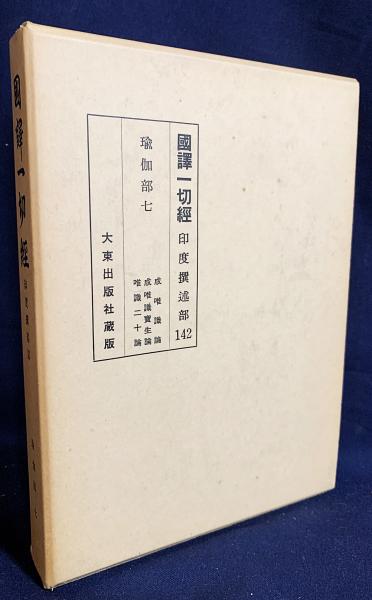 國譯一切經 印度撰述部 142
瑜伽部七
成唯識論
成唯識寶生論
唯識二十論
大東出版社蔵版
國譯一切經